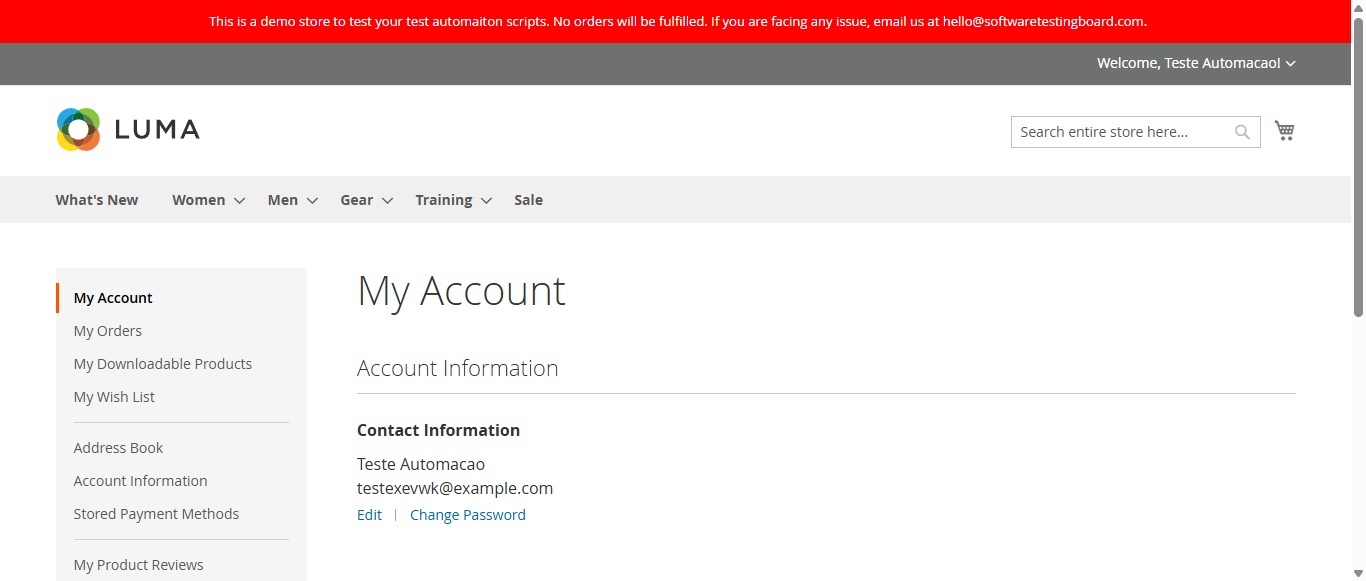 This is a demo store to test your test automaiton scripts. No orders will be fulfilled. If you are facing any issue, email us at hello@softwaretestingboard.com.
Welcome, Teste Automacao!
LUMA
Search entire store here...
What's New Women Men Gear Training Sale
My Account
My Orders
My Downloadable Products
My Wish List
Address Book
Account Information
Stored Payment Methods
My Product Reviews
My Account
Account Information
Contact Information
Teste Automacao
testexevwk@example.com
Edit | Change Password